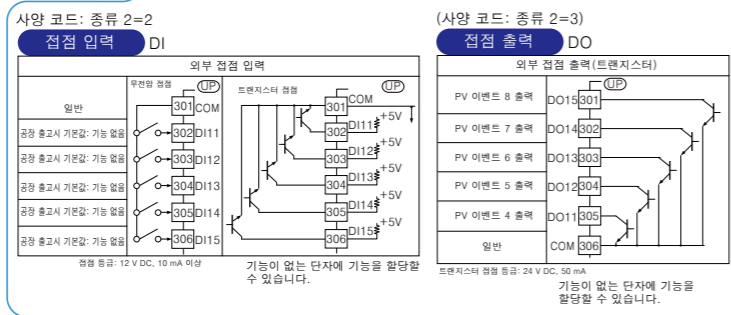 사양 코드: 종류 2=2
접점 입력 DI
외부 접점 입력
무전압 접점 UP
트랜지스터 접점 UP
일반 301 COM
공장 출고시 기본값: 기능 없음 302 DI11
공장 출고시 기본값: 기능 없음 303 DI12
공장 출고시 기본값: 기능 없음 304 DI13
공장 출고시 기본값: 기능 없음 305 DI14
공장 출고시 기본값: 기능 없음 306 DI15
301 COM
302 DI11 +5V
303 DI12 +5V
304 DI13 +5V
305 DI14 +5V
306 DI15 +5V
접점 등급: 12 V DC, 10 mA 이상
기능이 없는 단자에 기능을 할당할
수 있습니다.
(사양 코드: 종류 2=3)
접점 출력 DO
외부 접점 출력(트랜지스터)
UP
PV 이벤트 8 출력 DO15 301
PV 이벤트 7 출력 DO14 302
PV 이벤트 6 출력 DO13 303
PV 이벤트 5 출력 DO12 304
PV 이벤트 4 출력 DO11 305
일반 COM 306
트랜지스터 접점 등급: 24 V DC, 50 mA
기능이 없는 단자에 기능을
할당할 수 있습니다.